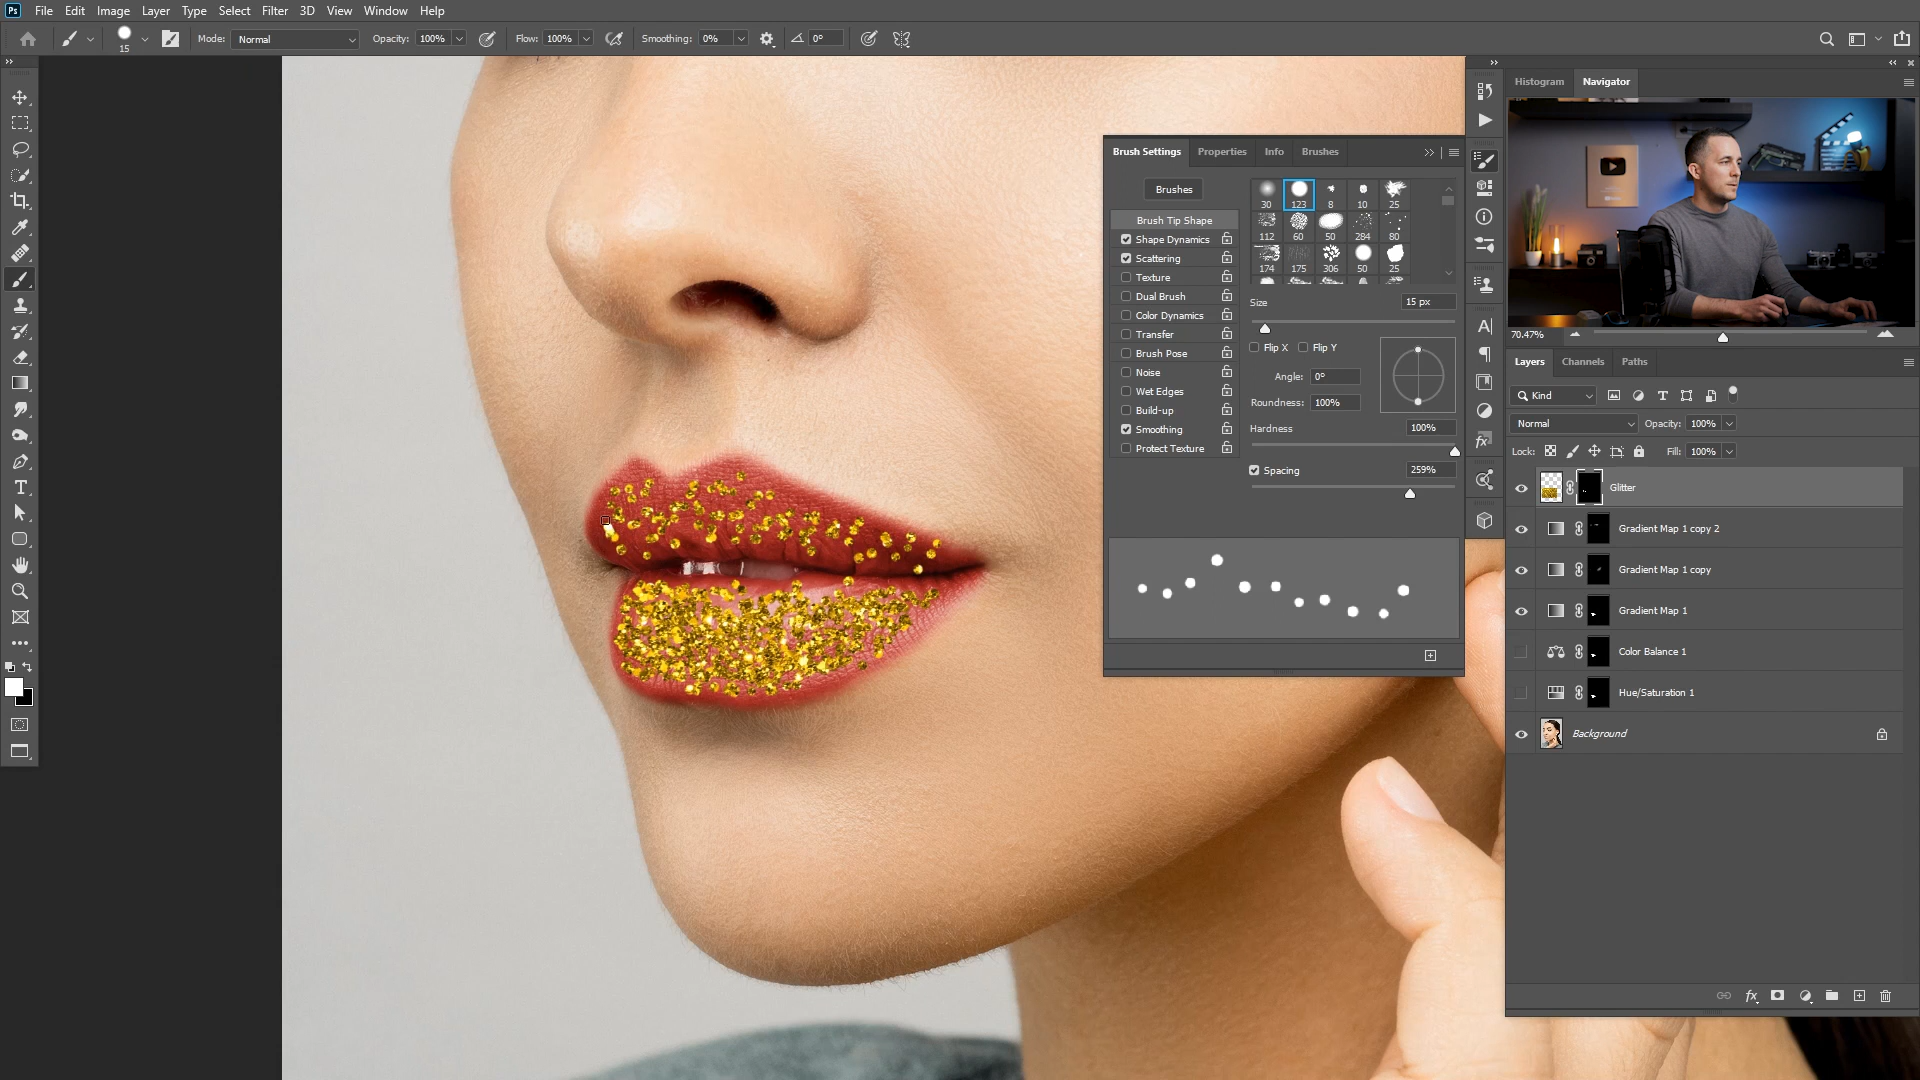 Ps File Edit Image Layer Type Select Filter 3D View Window Help
15 Mode: Normal Opacity: 100% Flow: 100% Smoothing: 0% 0°
Histogram Navigator
70.47%
Brush Settings Properties Info Brushes
Brushes
Brush Tip Shape
Shape Dynamics
Scattering
Texture
Dual Brush
Color Dynamics
Transfer
Brush Pose
Noise
Wet Edges
Build-up
Smoothing
Protect Texture
30 123 8 10 25
112 60 50 284 80
174 175 306 50 25
Size 15 px
Flip X Flip Y
Angle: 0°
Roundness: 100%
Hardness 100%
Spacing 259%
Layers Channels Paths
Kind
Normal Opacity: 100%
Lock: Fill: 100%
Glitter
Gradient Map 1 copy 2
Gradient Map 1 copy
Gradient Map 1
Color Balance 1
Hue/Saturation 1
Background